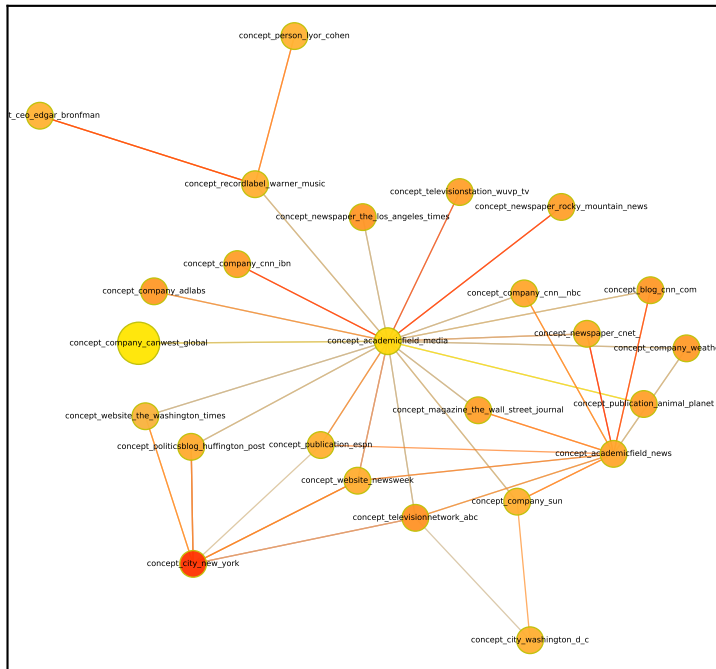 concept_person_lyor_cohen
t_ceo_edgar_bronfman
concept_recordlabel_warner_music
concept_televisionstation_wuvp_tv
concept_newspaper_rocky_mountain_news
concept_newspaper_the_los_angeles_times
concept_company_cnn_ibn
concept_company_adlabs
concept_company_cnn__nbc
concept_blog_cnn_com
concept_newspaper_cnet_
concept_company_canwest_global
concept_academicfield_media
concept_company_weathe
concept_publication_animal_planet
concept_magazine_the_wall_street_journal
concept_website_the_washington_times
concept_politicsblog_huffington_post
concept_publication_espn
concept_academicfield_news
concept_website_newsweek
concept_company_sun
concept_televisionnetwork_abc
concept_city_new_york
concept_city_washington_d_c